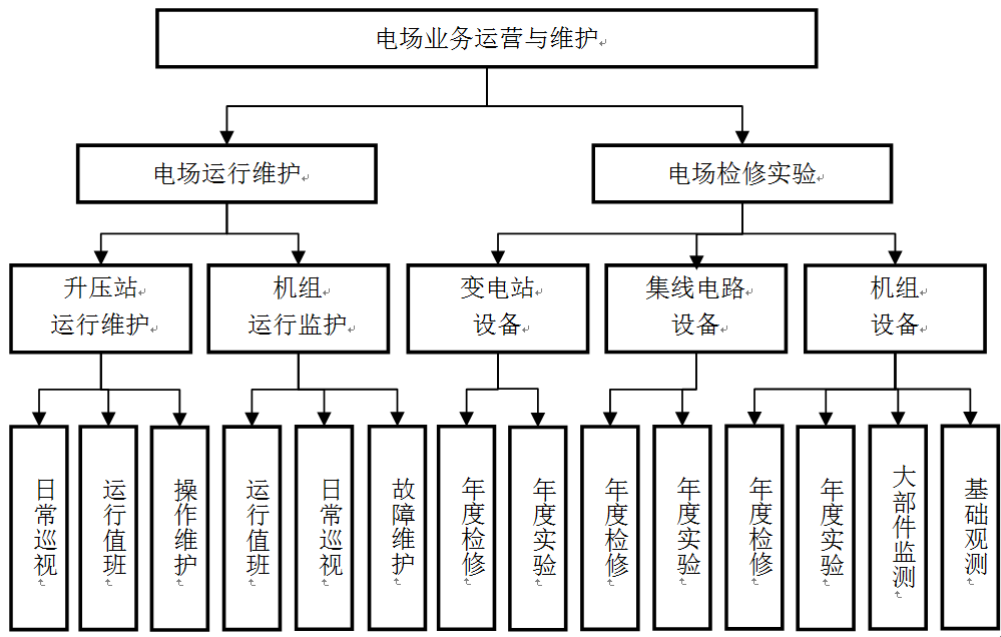 电场业务运营与维护
电场运行维护
电场检修实验
升压站
运行维护
机组
运行监护
变电站
设备
集线电路
设备
机组
设备
日常巡视
运行值班
操作维护
运行值班
日常巡视
故障维护
年度检修
年度实验
年度检修
年度实验
年度检修
年度实验
大部件监测
基础观测